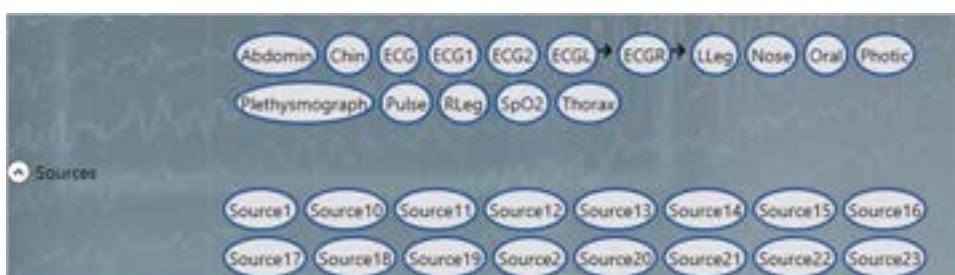 Abdomin Chin ECG ECG1 ECG2 ECGL ECGR LLeg Nose Oral Photic
Plethysmograph Pulse RLeg SpO2 Thorax
Sources
Source1 Source10 Source11 Source12 Source13 Source14 Source15 Source16
Source17 Source18 Source19 Source2 Source20 Source21 Source22 Source23